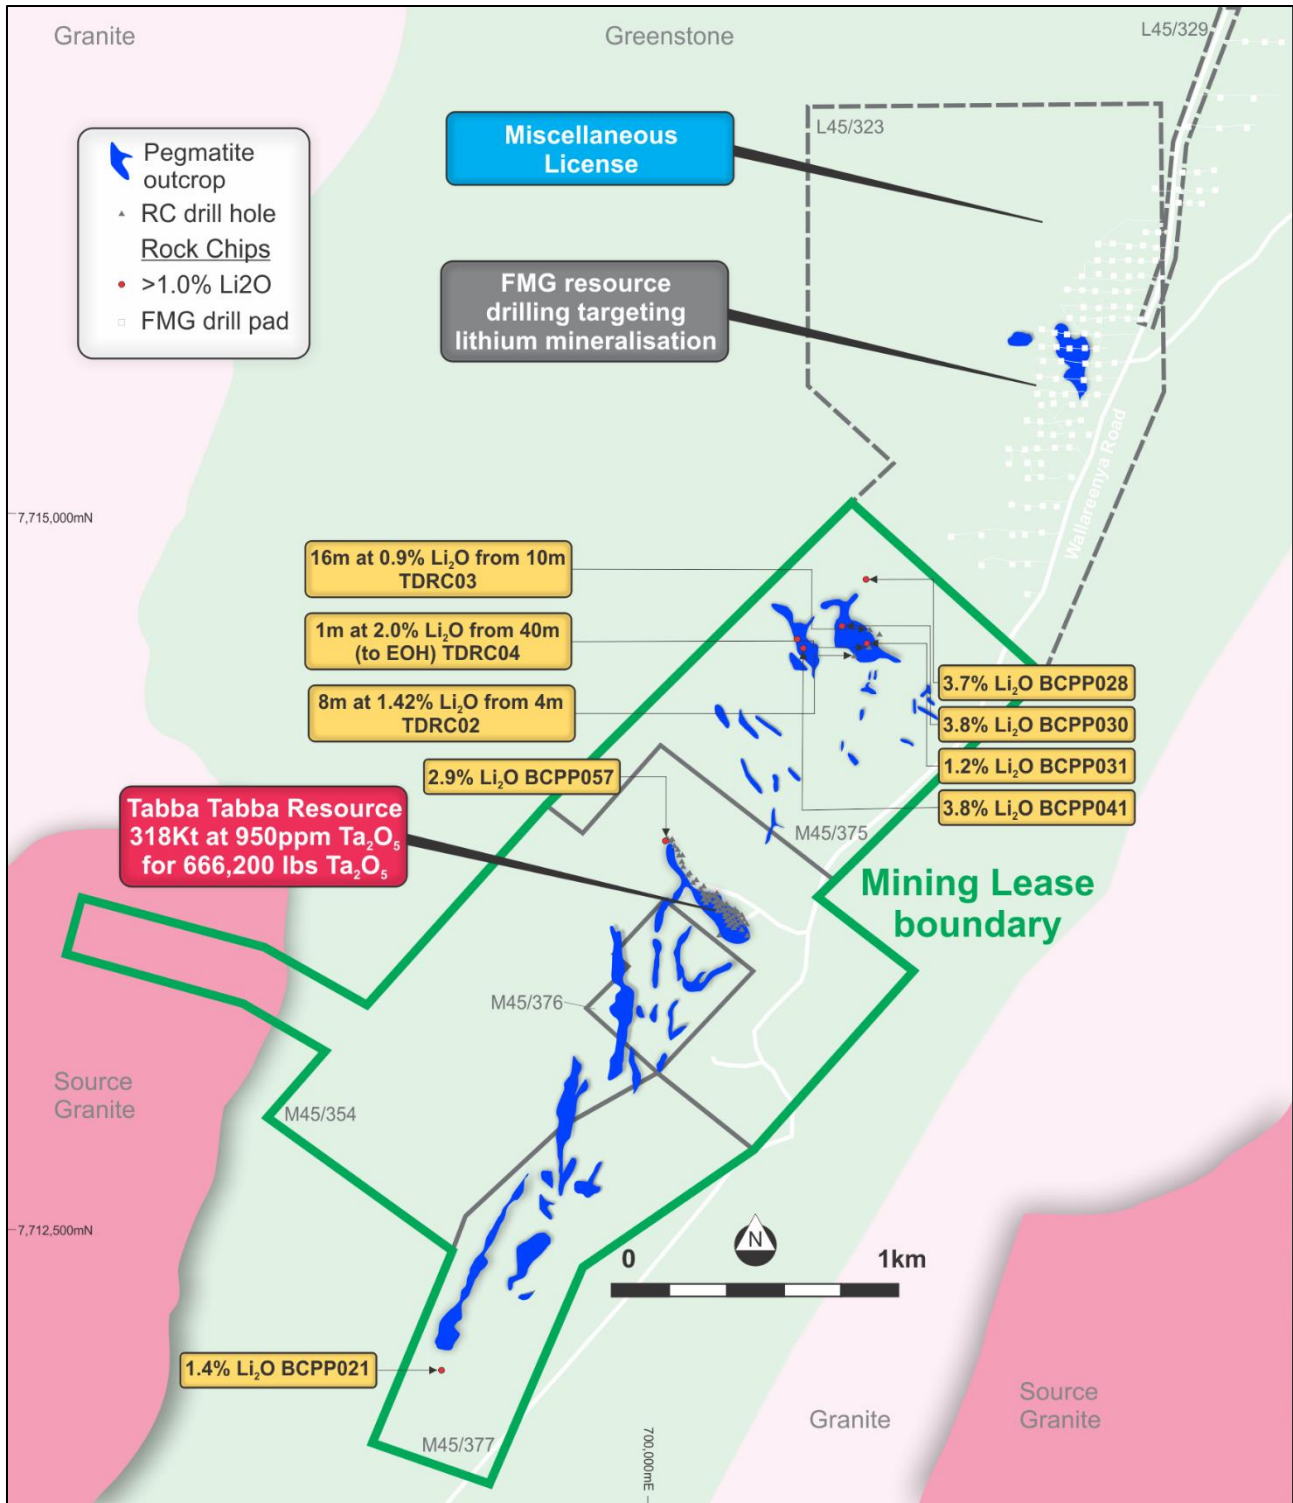 Granite
Greenstone
L45/329
Pegmatite
outcrop
RC drill hole
Rock Chips
>1.0% Li2O
FMG drill pad
Miscellaneous
License
L45/323
FMG resource
drilling targeting
lithium mineralisation
Wallareenya Road
7,715,000mN
16m at 0.9% Li₂O from 10m
TDRC03
1m at 2.0% Li₂O from 40m
(to EOH) TDRC04
8m at 1.42% Li₂O from 4m
TDRC02
3.7% Li₂O BCPP028
3.8% Li₂O BCPP030
1.2% Li₂O BCPP031
3.8% Li₂O BCPP041
2.9% Li₂O BCPP057
Tabba Tabba Resource
318Kt at 950ppm Ta₂O₅
for 666,200 lbs Ta₂O₅
M45/375
Mining Lease
boundary
M45/376
Source
Granite
M45/354
7,712,500mN
N
0
1km
1.4% Li₂O BCPP021
M45/377
700,000mE
Granite
Source
Granite